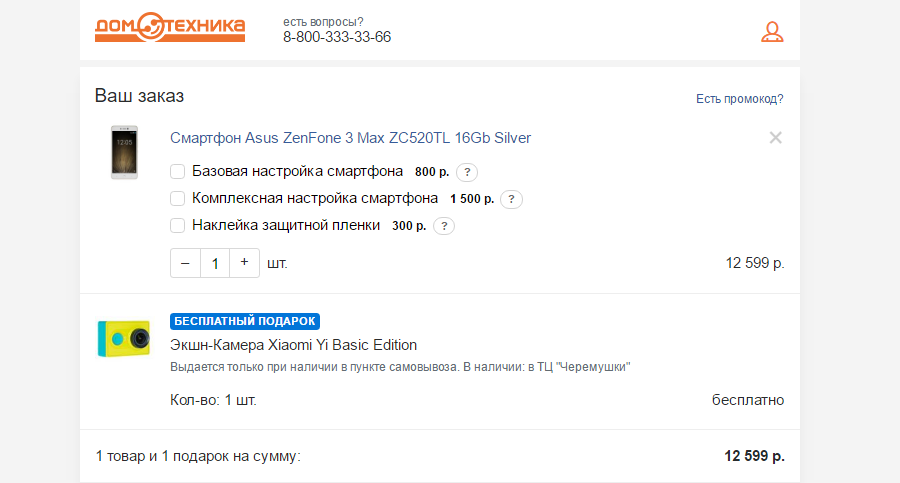 ДОМОТЕХНИКА
есть вопросы?
8-800-333-33-66
Ваш заказ
Есть промокод?
Смартфон Asus ZenFone 3 Max ZC520TL 16Gb Silver
Базовая настройка смартфона 800 р. ?
Комплексная настройка смартфона 1 500 р. ?
Наклейка защитной пленки 300 р. ?
– 1 + шт. 12 599 р.
БЕСПЛАТНЫЙ ПОДАРОК
Экшн-Камера Xiaomi Yi Basic Edition
Выдается только при наличии в пункте самовывоза. В наличии: в ТЦ "Черемушки"
Кол-во: 1 шт. бесплатно
1 товар и 1 подарок на сумму: 12 599 р.